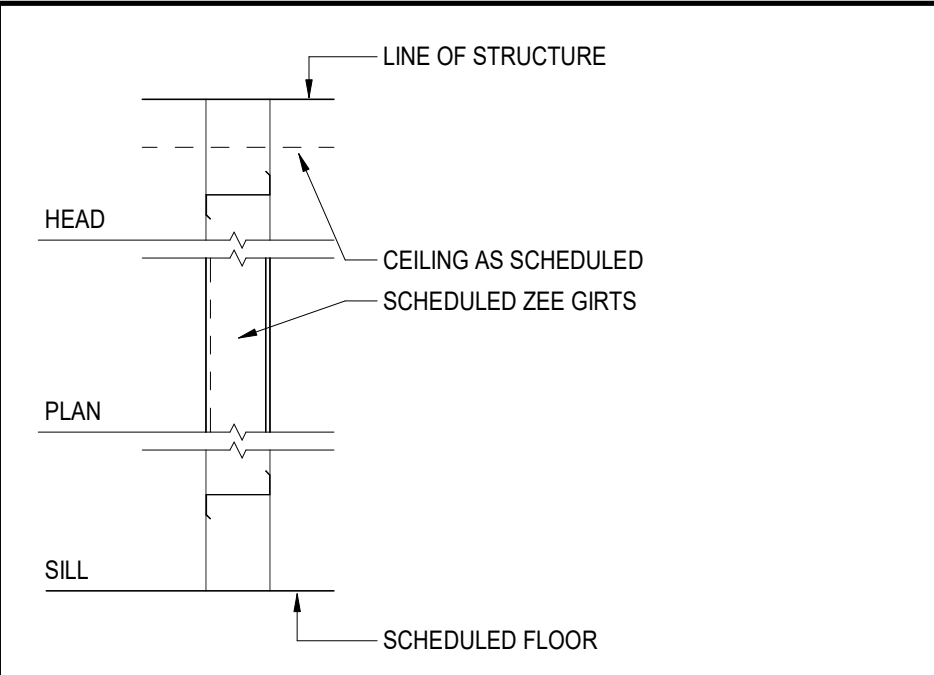 LINE OF STRUCTURE
HEAD
CEILING AS SCHEDULED
SCHEDULED ZEE GIRTS
PLAN
SILL
SCHEDULED FLOOR